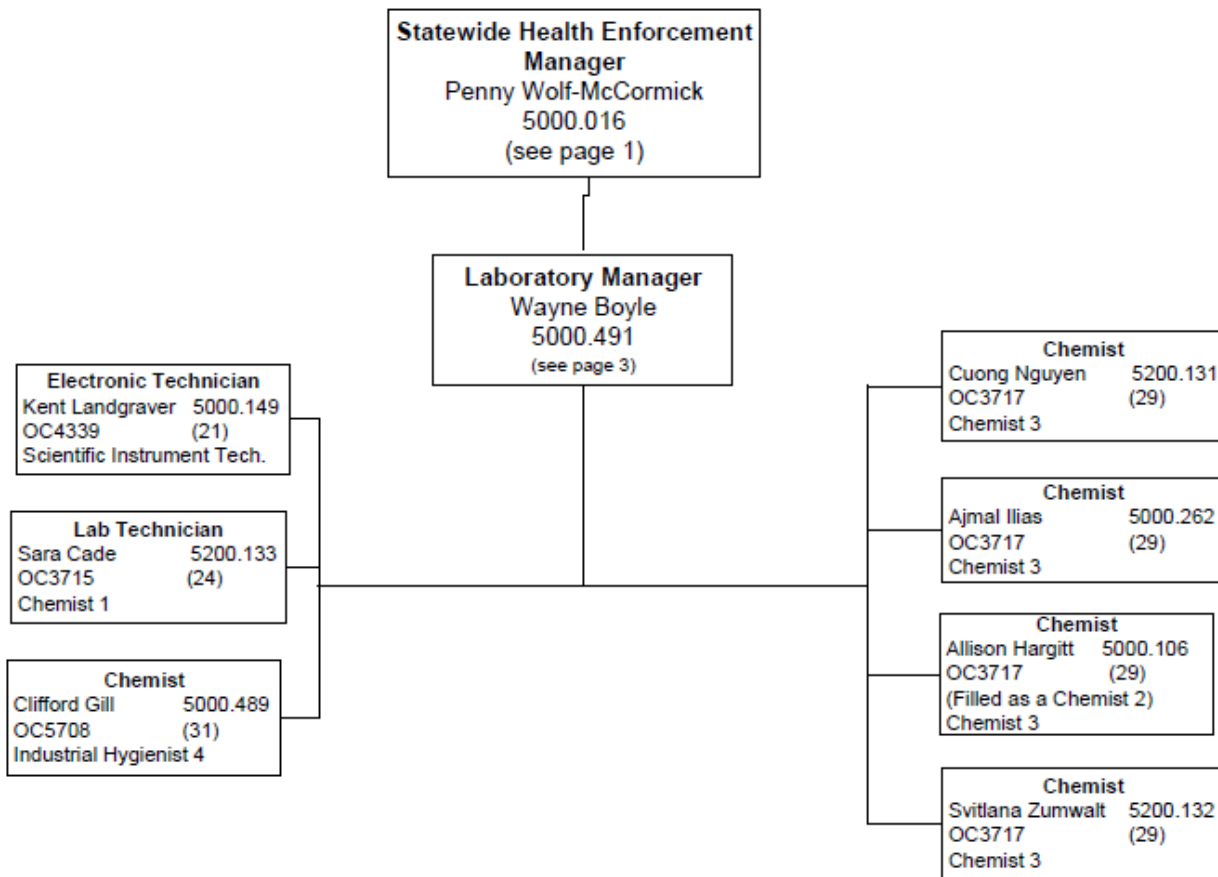 Statewide Health Enforcement
Manager
Penny Wolf-McCormick
5000.016
(see page 1)
Laboratory Manager
Wayne Boyle
5000.491
(see page 3)
Electronic Technician
Kent Landgraver 5000.149
OC4339 (21)
Scientific Instrument Tech.
Lab Technician
Sara Cade 5200.133
OC3715 (24)
Chemist 1
Chemist
Clifford Gill 5000.489
OC5708 (31)
Industrial Hygienist 4
Chemist
Cuong Nguyen 5200.131
OC3717 (29)
Chemist 3
Chemist
Ajmal Ilias 5000.262
OC3717 (29)
Chemist 3
Chemist
Allison Hargitt 5000.106
OC3717 (29)
(Filled as a Chemist 2)
Chemist 3
Chemist
Svitlana Zumwalt 5200.132
OC3717 (29)
Chemist 3